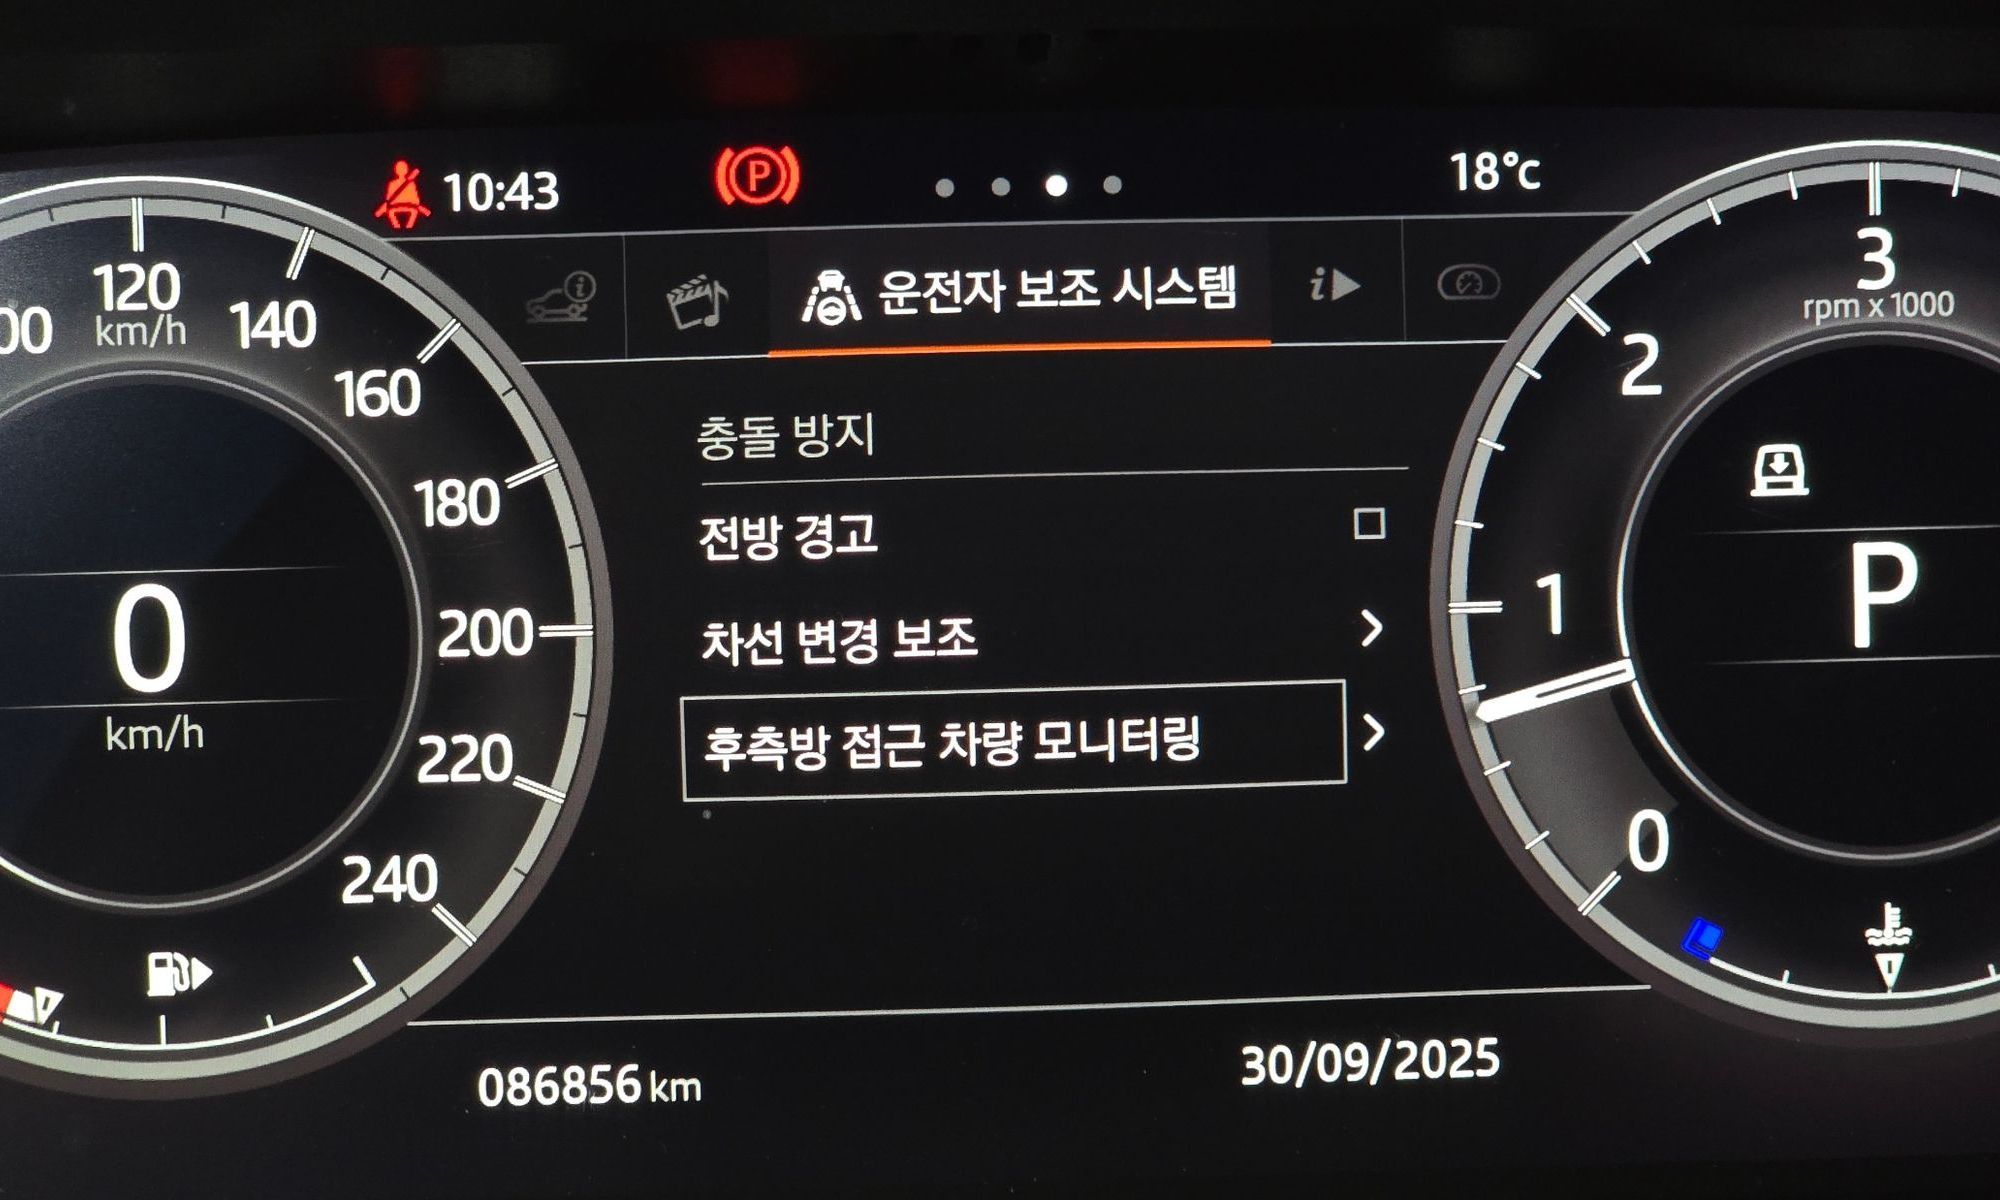 10:43
P
18°c
운전자 보조 시스템
i
충돌 방지
전방 경고
차선 변경 보조
후측방 접근 차량 모니터링
00
120
km/h
140
160
180
200
220
240
0
km/h
3
rpm x 1000
2
1
0
P
086856 km
30/09/2025